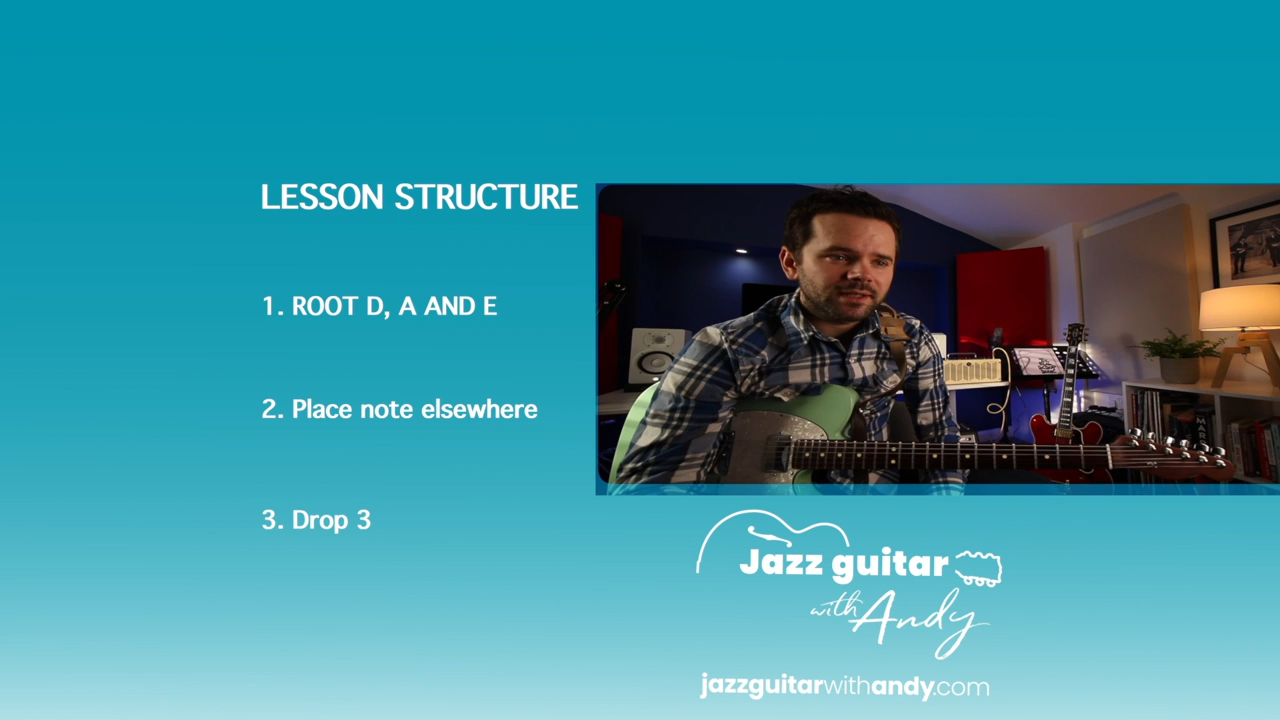 LESSON STRUCTURE
1. ROOT D, A AND E
2. Place note elsewhere
3. Drop 3
Jazz guitar
with Andy
jazzguitarwithandy.com